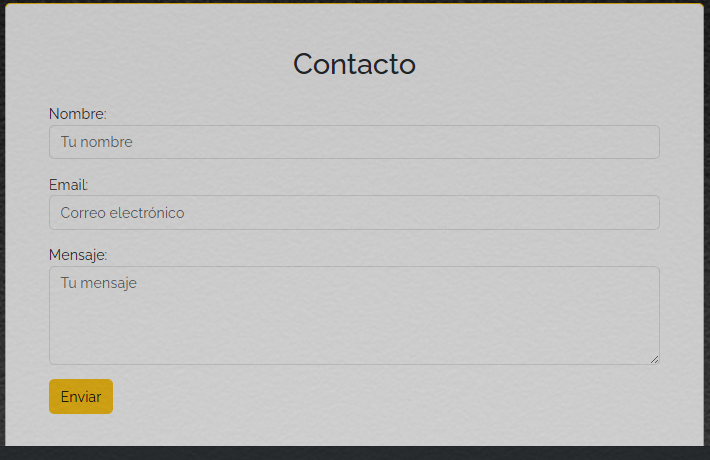 Contacto
Nombre:
Tu nombre
Email:
Correo electrónico
Mensaje:
Tu mensaje
Enviar